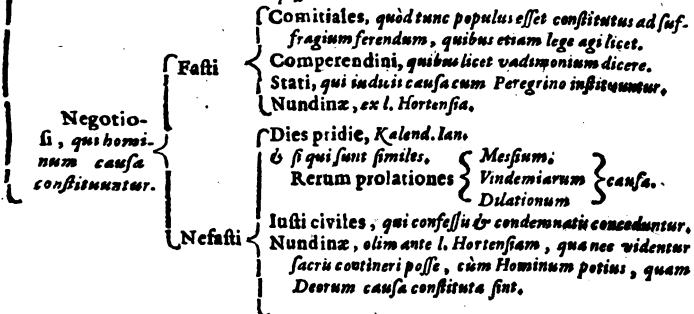 Comitiales, quòd tunc populus eſſet conſtitutus ad ſuf-
fragium ferendum, quibus etiam lege agi licet.
Faſti
Comperendini, quibus licet vadimonium dicere.
Stati, qui iudicii cauſa cum Peregrino inſtituuntur.
Nundinæ, ex l. Hortenſia.
Negotio-
ſi, qui homi-
num cauſa
conſtituuntur.
Dies pridie, Kalend. Ian.
& ſi qui ſunt ſimiles.
Rerum prolationes
Meſſium.
Vindemiarum
Dilationum
cauſa.
Iuſti civiles, qui confeſſis & condemnatis conceduntur.
Nefaſti
Nundinæ, olim ante l. Hortenſiam, quæ nec videntur
ſacris contineri poſſe, cùm Hominum potius, quam
Deorum cauſa conſtituta ſint.